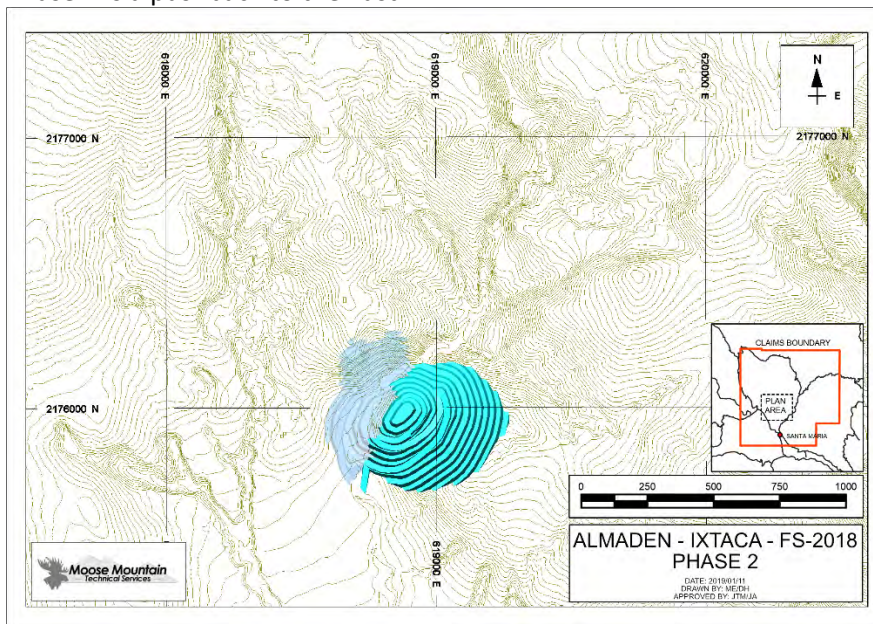 N
E
618000 E
619000 E
620000 E
2177000 N
2177000 N
2176000 N
619000 E
CLAIMS BOUNDARY
PLAN
AREA
SANTA MARIA
0 250 500 750 1000
ALMADEN - IXTACA - FS-2018
PHASE 2
DATE: 2019/01/11
DRAWN BY: ME/DH
APPROVED BY: JTM/JA
Moose Mountain
Technical Services